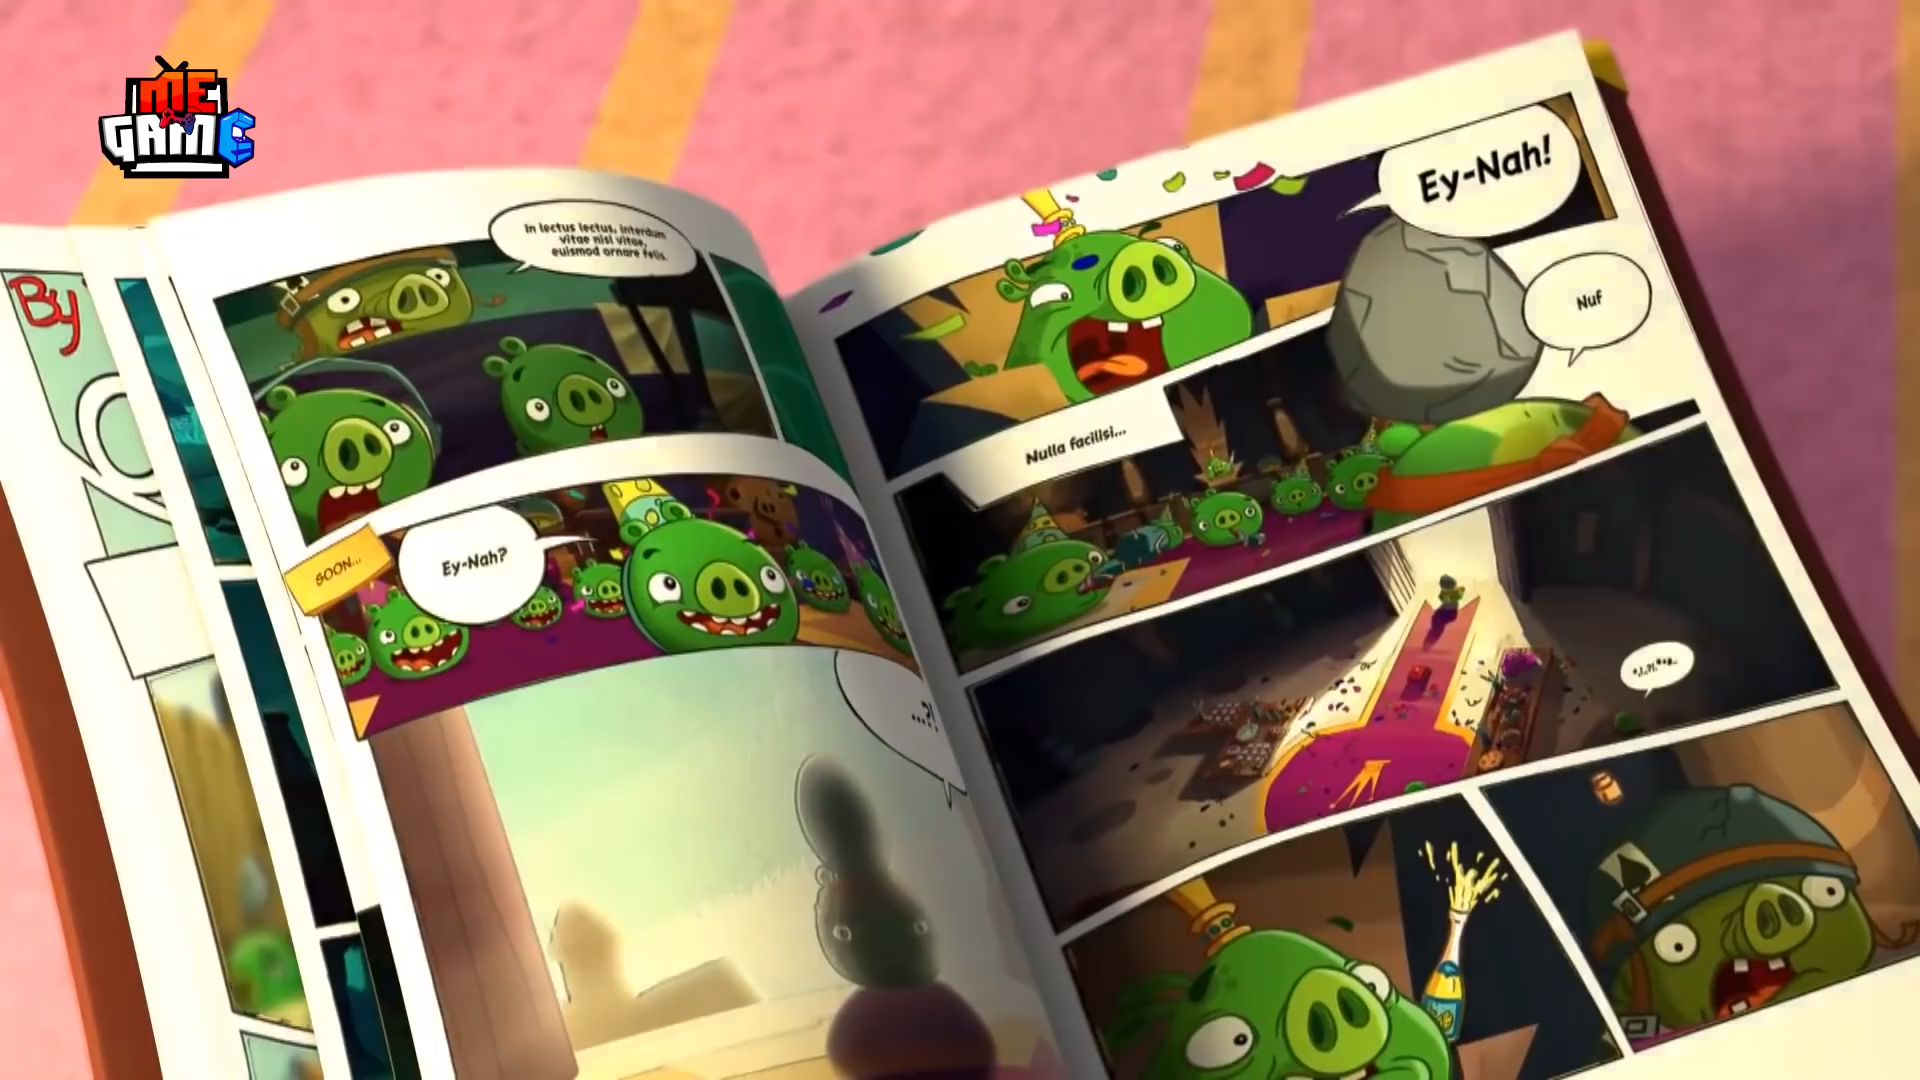 ME
GAME
By
In lectus lectus, interdum
vitae nisl vitae,
euismod ornare felis.
SOON...
Ey-Nah?
...?!
Ey-Nah!
Nuf
Nulla facilisi...